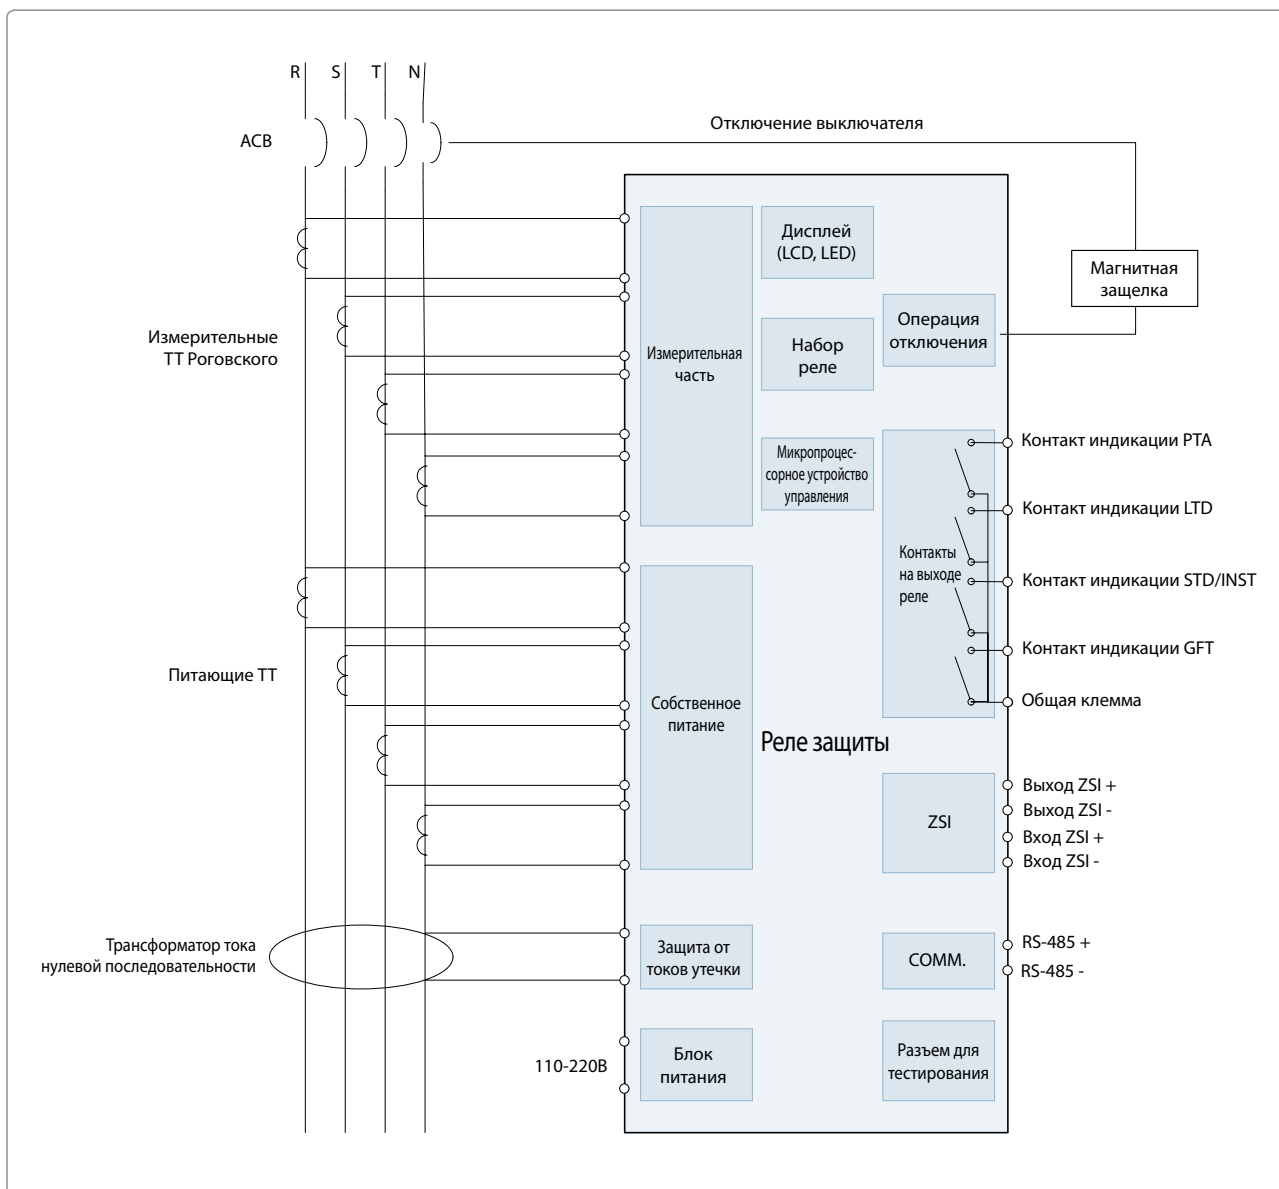 R
S
T
N
ACB
Отключение выключателя
Дисплей
(LCD, LED)
Магнитная
защелка
Операция
отключения
Измерительные
ТТ Роговского
Измерительная
часть
Набор
реле
Микропроцес-
сорное устройство
управления
Контакт индикации PTA
Контакт индикации LTD
Контакты
на выходе
реле
Контакт индикации STD/INST
Контакт индикации GFT
Общая клемма
Питающие ТТ
Собственное
питание
Реле защиты
ZSI
Выход ZSI +
Выход ZSI -
Вход ZSI +
Вход ZSI -
Трансформатор тока
нулевой последовательности
Защита от
токов утечки
COMM.
RS-485 +
RS-485 -
110-220В
Блок
питания
Разъем для
тестирования